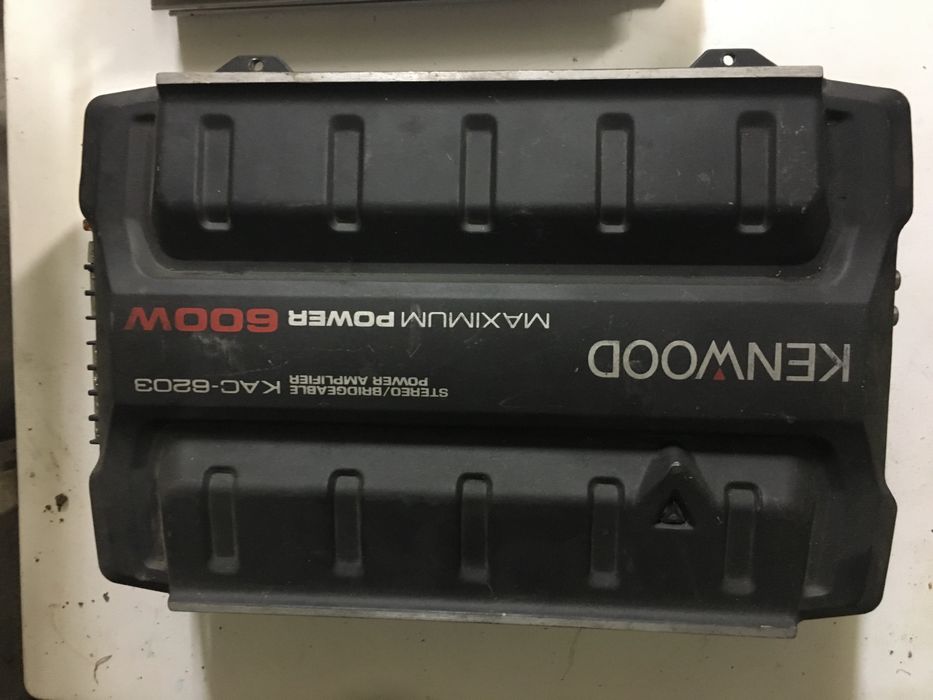 KENWOOD
STEREO/BRIDGEABLE
POWER AMPLIFIER KAC-6203
MAXIMUM POWER 600W